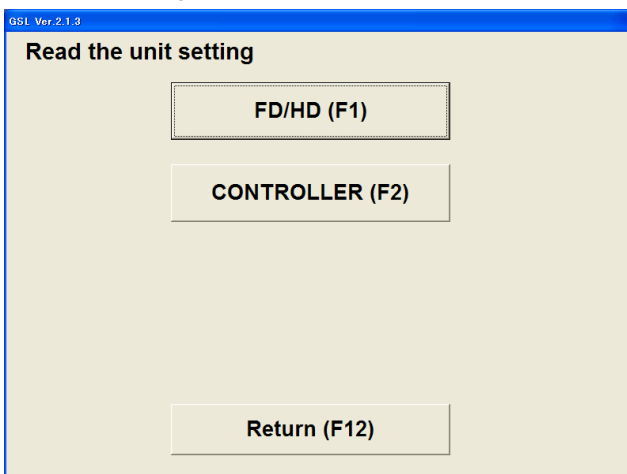 GSL Ver.2.1.3
Read the unit setting
FD/HD (F1)
CONTROLLER (F2)
Return (F12)